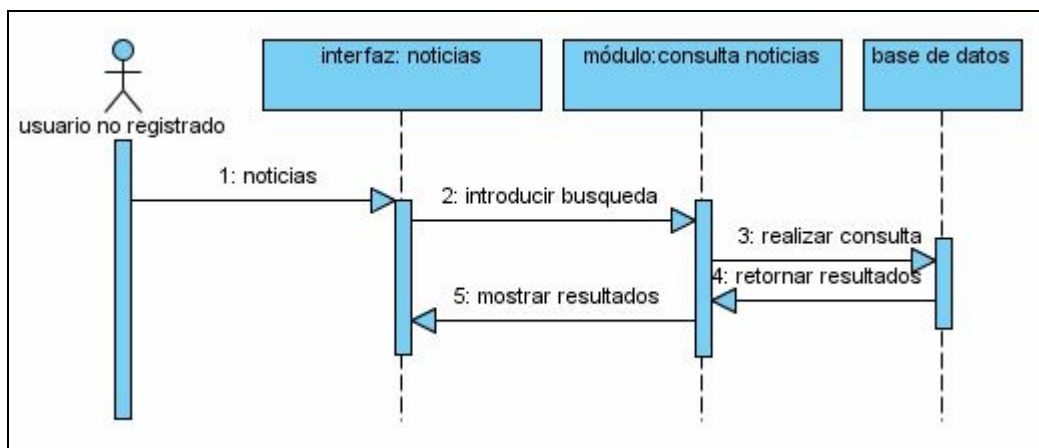 interfaz: noticias
módulo:consulta noticias
base de datos
usuario no registrado
1: noticias
2: introducir busqueda
3: realizar consulta
4: retornar resultados
5: mostrar resultados